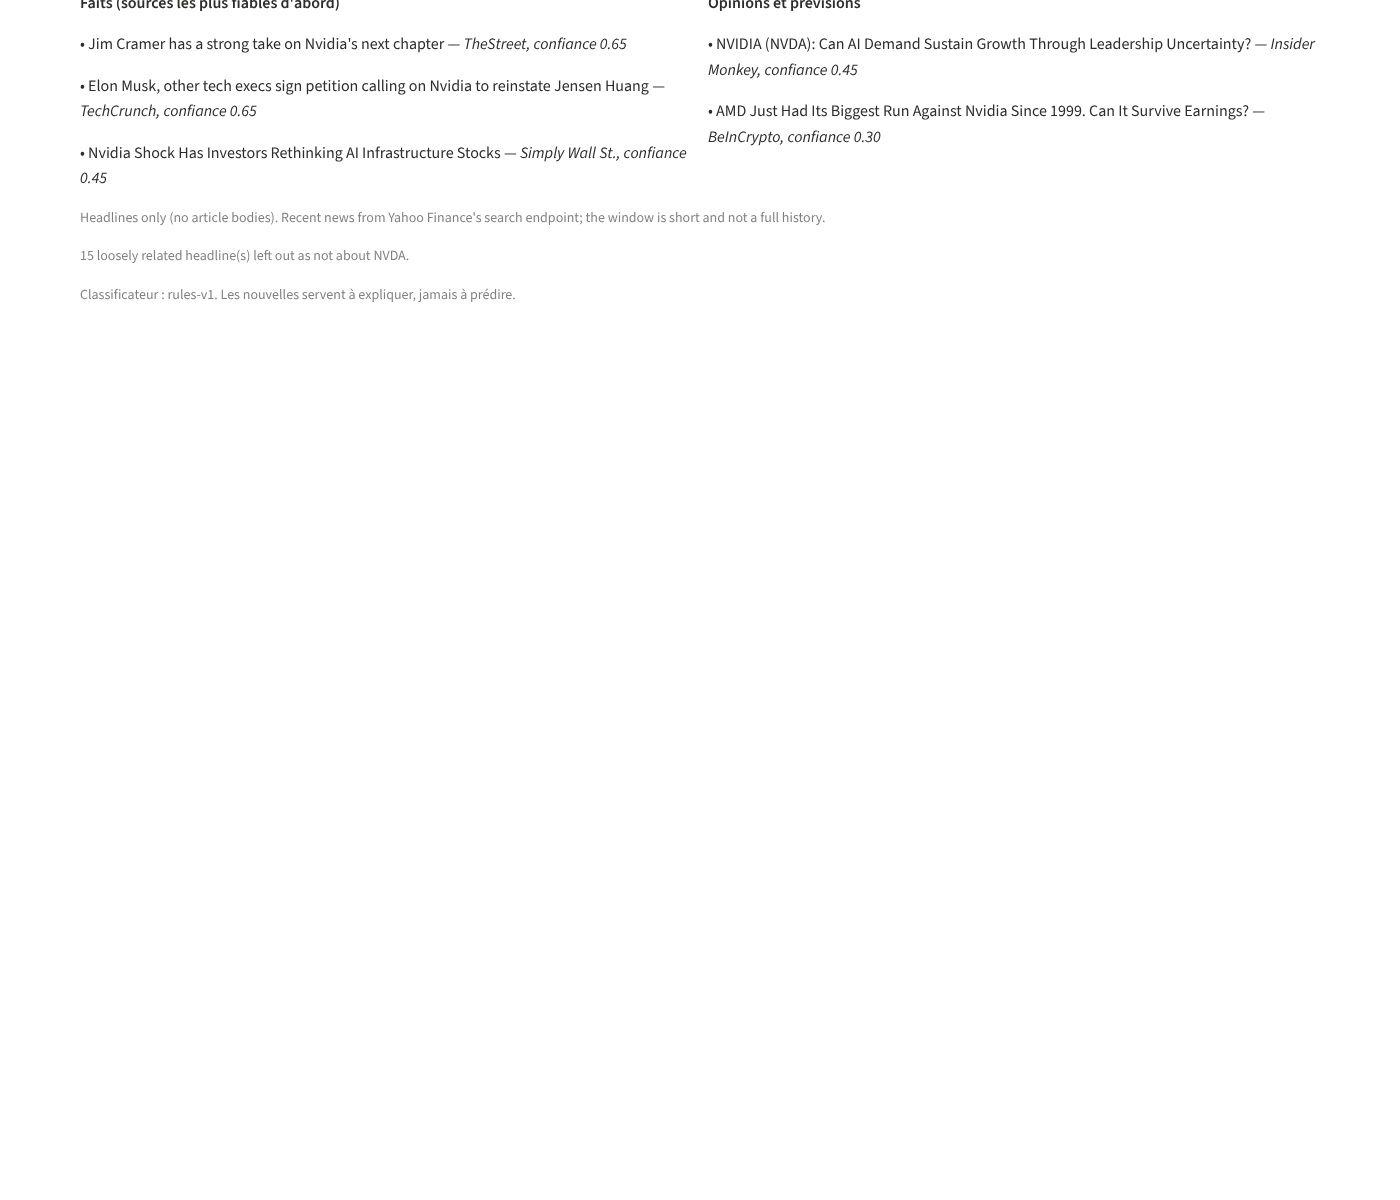 Faits (sources les plus fiables d'abord)
• Jim Cramer has a strong take on Nvidia's next chapter — TheStreet, confiance 0.65
• Elon Musk, other tech execs sign petition calling on Nvidia to reinstate Jensen Huang —
TechCrunch, confiance 0.65
• Nvidia Shock Has Investors Rethinking AI Infrastructure Stocks — Simply Wall St., confiance
0.45
Opinions et prévisions
• NVIDIA (NVDA): Can AI Demand Sustain Growth Through Leadership Uncertainty? — Insider
Monkey, confiance 0.45
• AMD Just Had Its Biggest Run Against Nvidia Since 1999. Can It Survive Earnings? —
BeInCrypto, confiance 0.30
Headlines only (no article bodies). Recent news from Yahoo Finance's search endpoint; the window is short and not a full history.
15 loosely related headline(s) left out as not about NVDA.
Classificateur : rules-v1. Les nouvelles servent à expliquer, jamais à prédire.